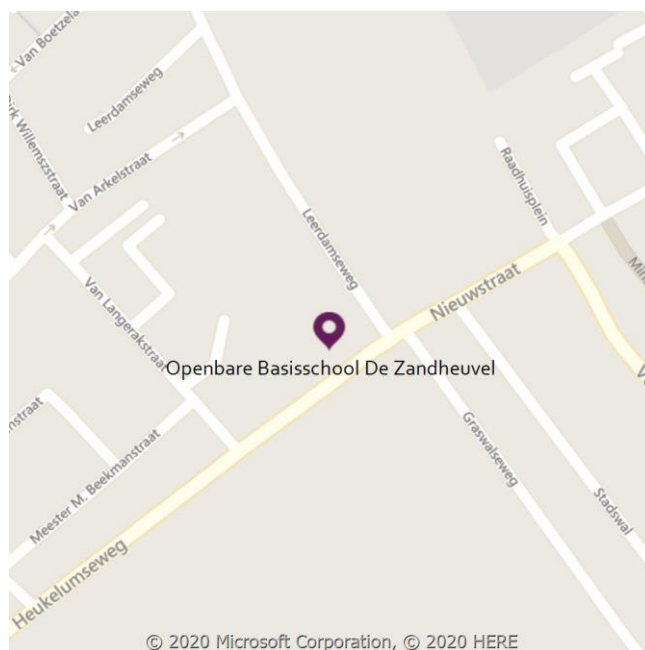 Van Boetzela
Leerdamseweg
Dirk Willemszstraat
Van Arkelstraat
Raadhuisplein
Leerdamseweg
Nieuwstraat
Van Langerakstraat
Openbare Basisschool De Zandheuvel
Meester M. Beekmanstraat
Graswalseweg
Stadswal
Heukelumseweg
© 2020 Microsoft Corporation, © 2020 HERE